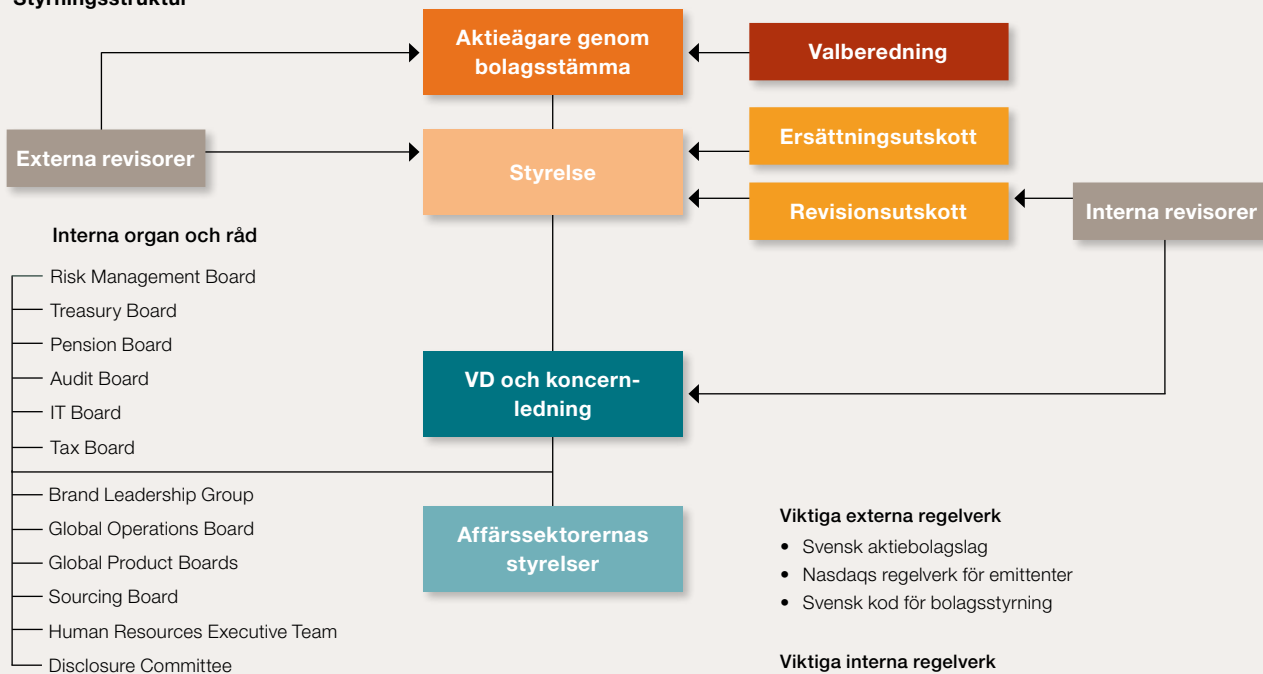 Styrningsstruktur
Aktieägare genom
bolagsstämma
Valberedning
Externa revisorer
Styrelse
Ersättningsutskott
Revisionsutskott
Interna revisorer
Interna organ och råd
Risk Management Board
Treasury Board
Pension Board
Audit Board
IT Board
Tax Board
Brand Leadership Group
Global Operations Board
Global Product Boards
Sourcing Board
Human Resources Executive Team
Disclosure Committee
VD och koncern-
ledning
Affärssektorernas
styrelser
Viktiga externa regelverk
• Svensk aktiebolagslag
• Nasdaqs regelverk för emittenter
• Svensk kod för bolagsstyrning
Viktiga interna regelverk